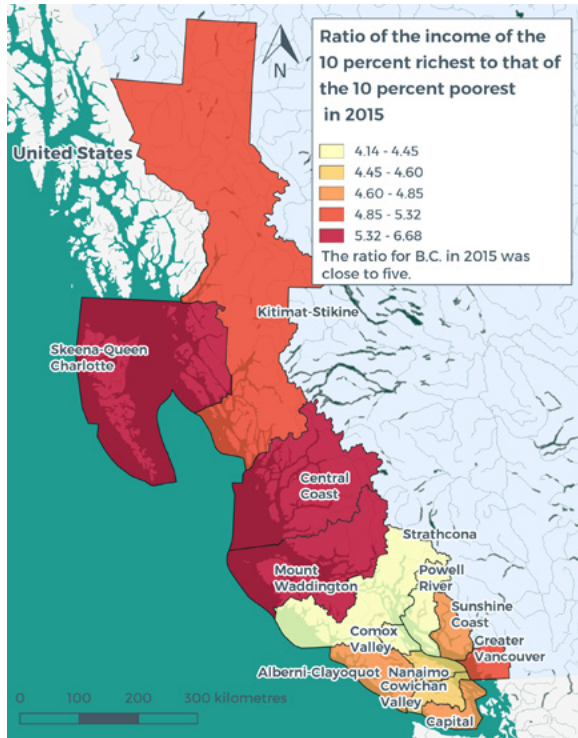 Ratio of the income of the
10 percent richest to that of
the 10 percent poorest
in 2015
4.14 - 4.45
4.45 - 4.60
4.60 - 4.85
4.85 - 5.32
5.32 - 6.68
The ratio for B.C. in 2015 was
close to five.
N
United States
Kitimat-Stikine
Skeena-Queen
Charlotte
Central
Coast
Strathcona
Mount
Waddington
Powell
River
Sunshine
Coast
Comox
Valley
Greater
Vancouver
Alberni-Clayoquot
Nanaimo
Cowichan
Valley
Capital
0 100 200 300 kilometres